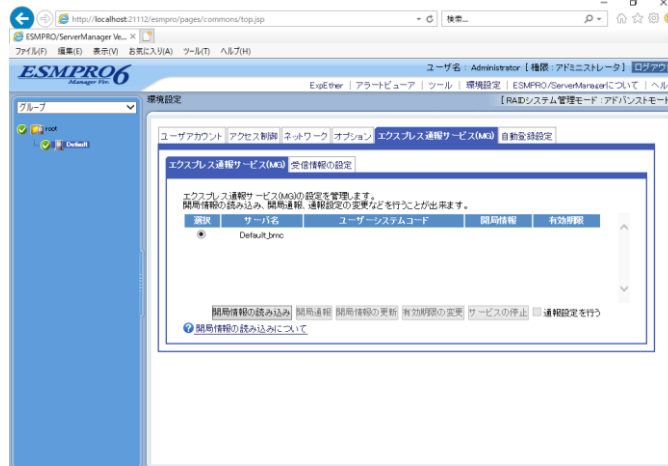 http://localhost:21112/esmpro/pages/commons/top.jsp
検索...
ESMPRO/ServerManager Ve...
ファイル(F) 編集(E) 表示(V) お気に入り(A) ツール(T) ヘルプ(H)
ESMPRO6
Manager Ver.
ユーザ名 : Administrator [ 権限 : アドミニストレータ ] ログアウ
ExpEther | アラートビューア | ツール | 環境設定 | ESMPRO/ServerManagerについて | ヘル
グループ
環境設定
[ RAIDシステム管理モード : アドバンストモード
root
Default
ユーザアカウント アクセス制御 ネットワーク オプション エクスプレス通報サービス(MG) 自動登録設定
エクスプレス通報サービス(MG) 受信情報の設定
エクスプレス通報サービス(MG)の設定を管理します。
開局情報の読み込み、開局通報、通報設定の変更などを行うことが出来ます。
選択 サーバ名 ユーザーシステムコード 開局情報 有効期限
Default_bmc
開局情報の読み込み 開局通報 開局情報の更新 有効期限の変更 サービスの停止 通報設定を行う
開局情報の読み込みについて